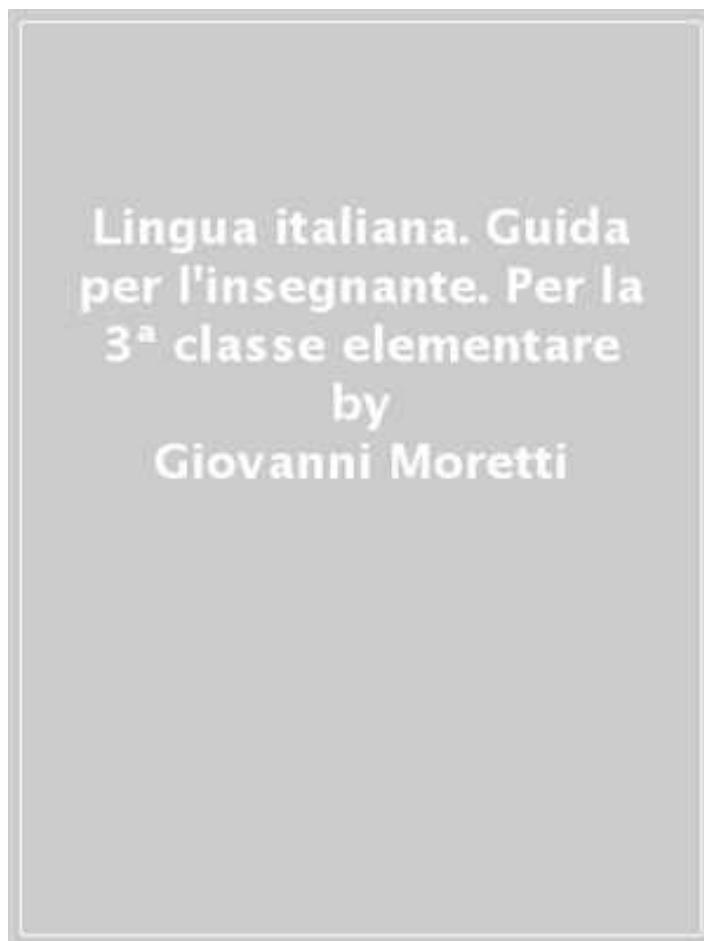 Lingua italiana. Guida
per l'insegnante. Per la
3ª classe elementare
by
Giovanni Moretti